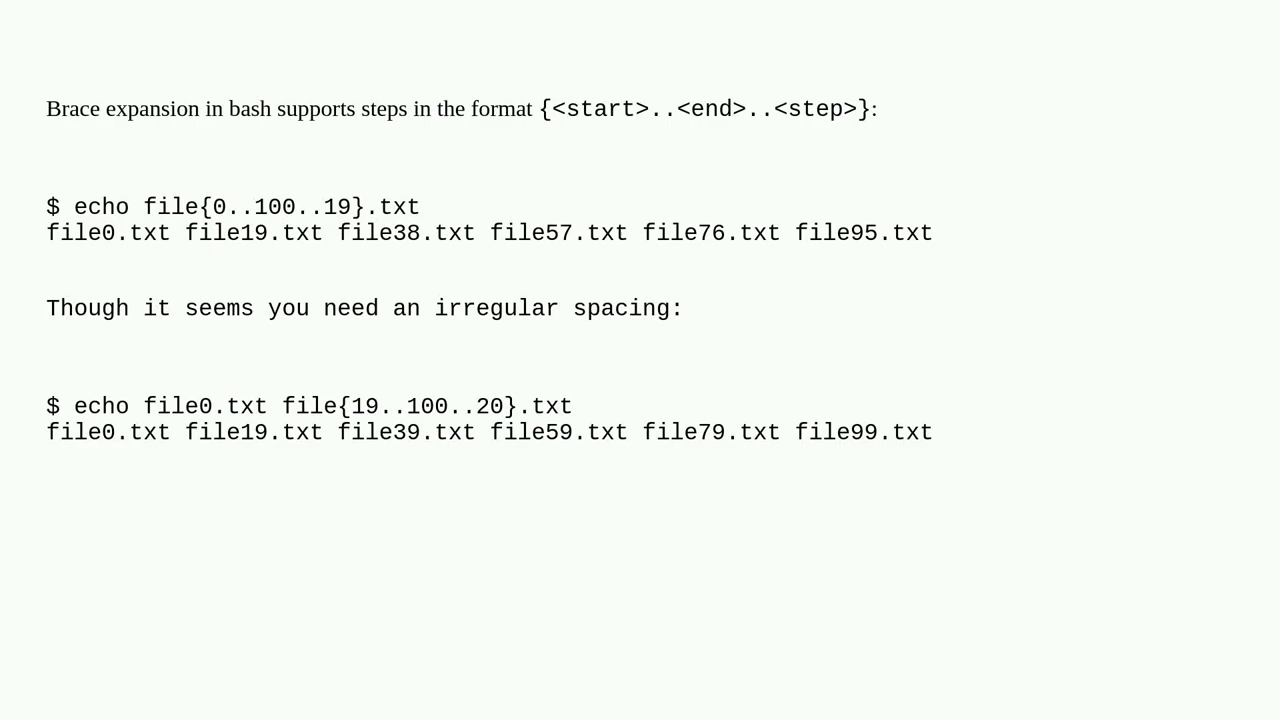 Brace expansion in bash supports steps in the format {<start>..<end>..<step>}:
$ echo file{0..100..19}.txt
file0.txt file19.txt file38.txt file57.txt file76.txt file95.txt
Though it seems you need an irregular spacing:
$ echo file0.txt file{19..100..20}.txt
file0.txt file19.txt file39.txt file59.txt file79.txt file99.txt